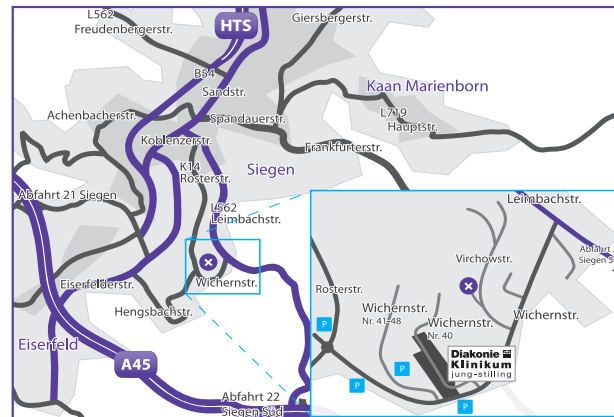 L562
Freudenbergerstr.
HTS
Giersbergerstr.
B54
Sandstr.
Kaan Marienborn
Achenbacherstr.
Spandauerstr.
L719
Hauptstr.
Koblenzerstr.
Frankfurterstr.
K14
Rosterstr.
Siegen
Abfahrt 21 Siegen
L562
Leimbachstr.
Eiserfelderstr.
Wichernstr.
Hengsbachstr.
Eiserfeld
A45
Abfahrt 22
Siegen Süd
Leimbachstr.
Abfahrt
Siegen
Virchowstr.
Rosterstr.
Wichernstr.
Nr. 41-48
Wichernstr.
Nr. 40
Wichernstr.
P
P
P
P
Diakonie
Klinikum
jung-stilling